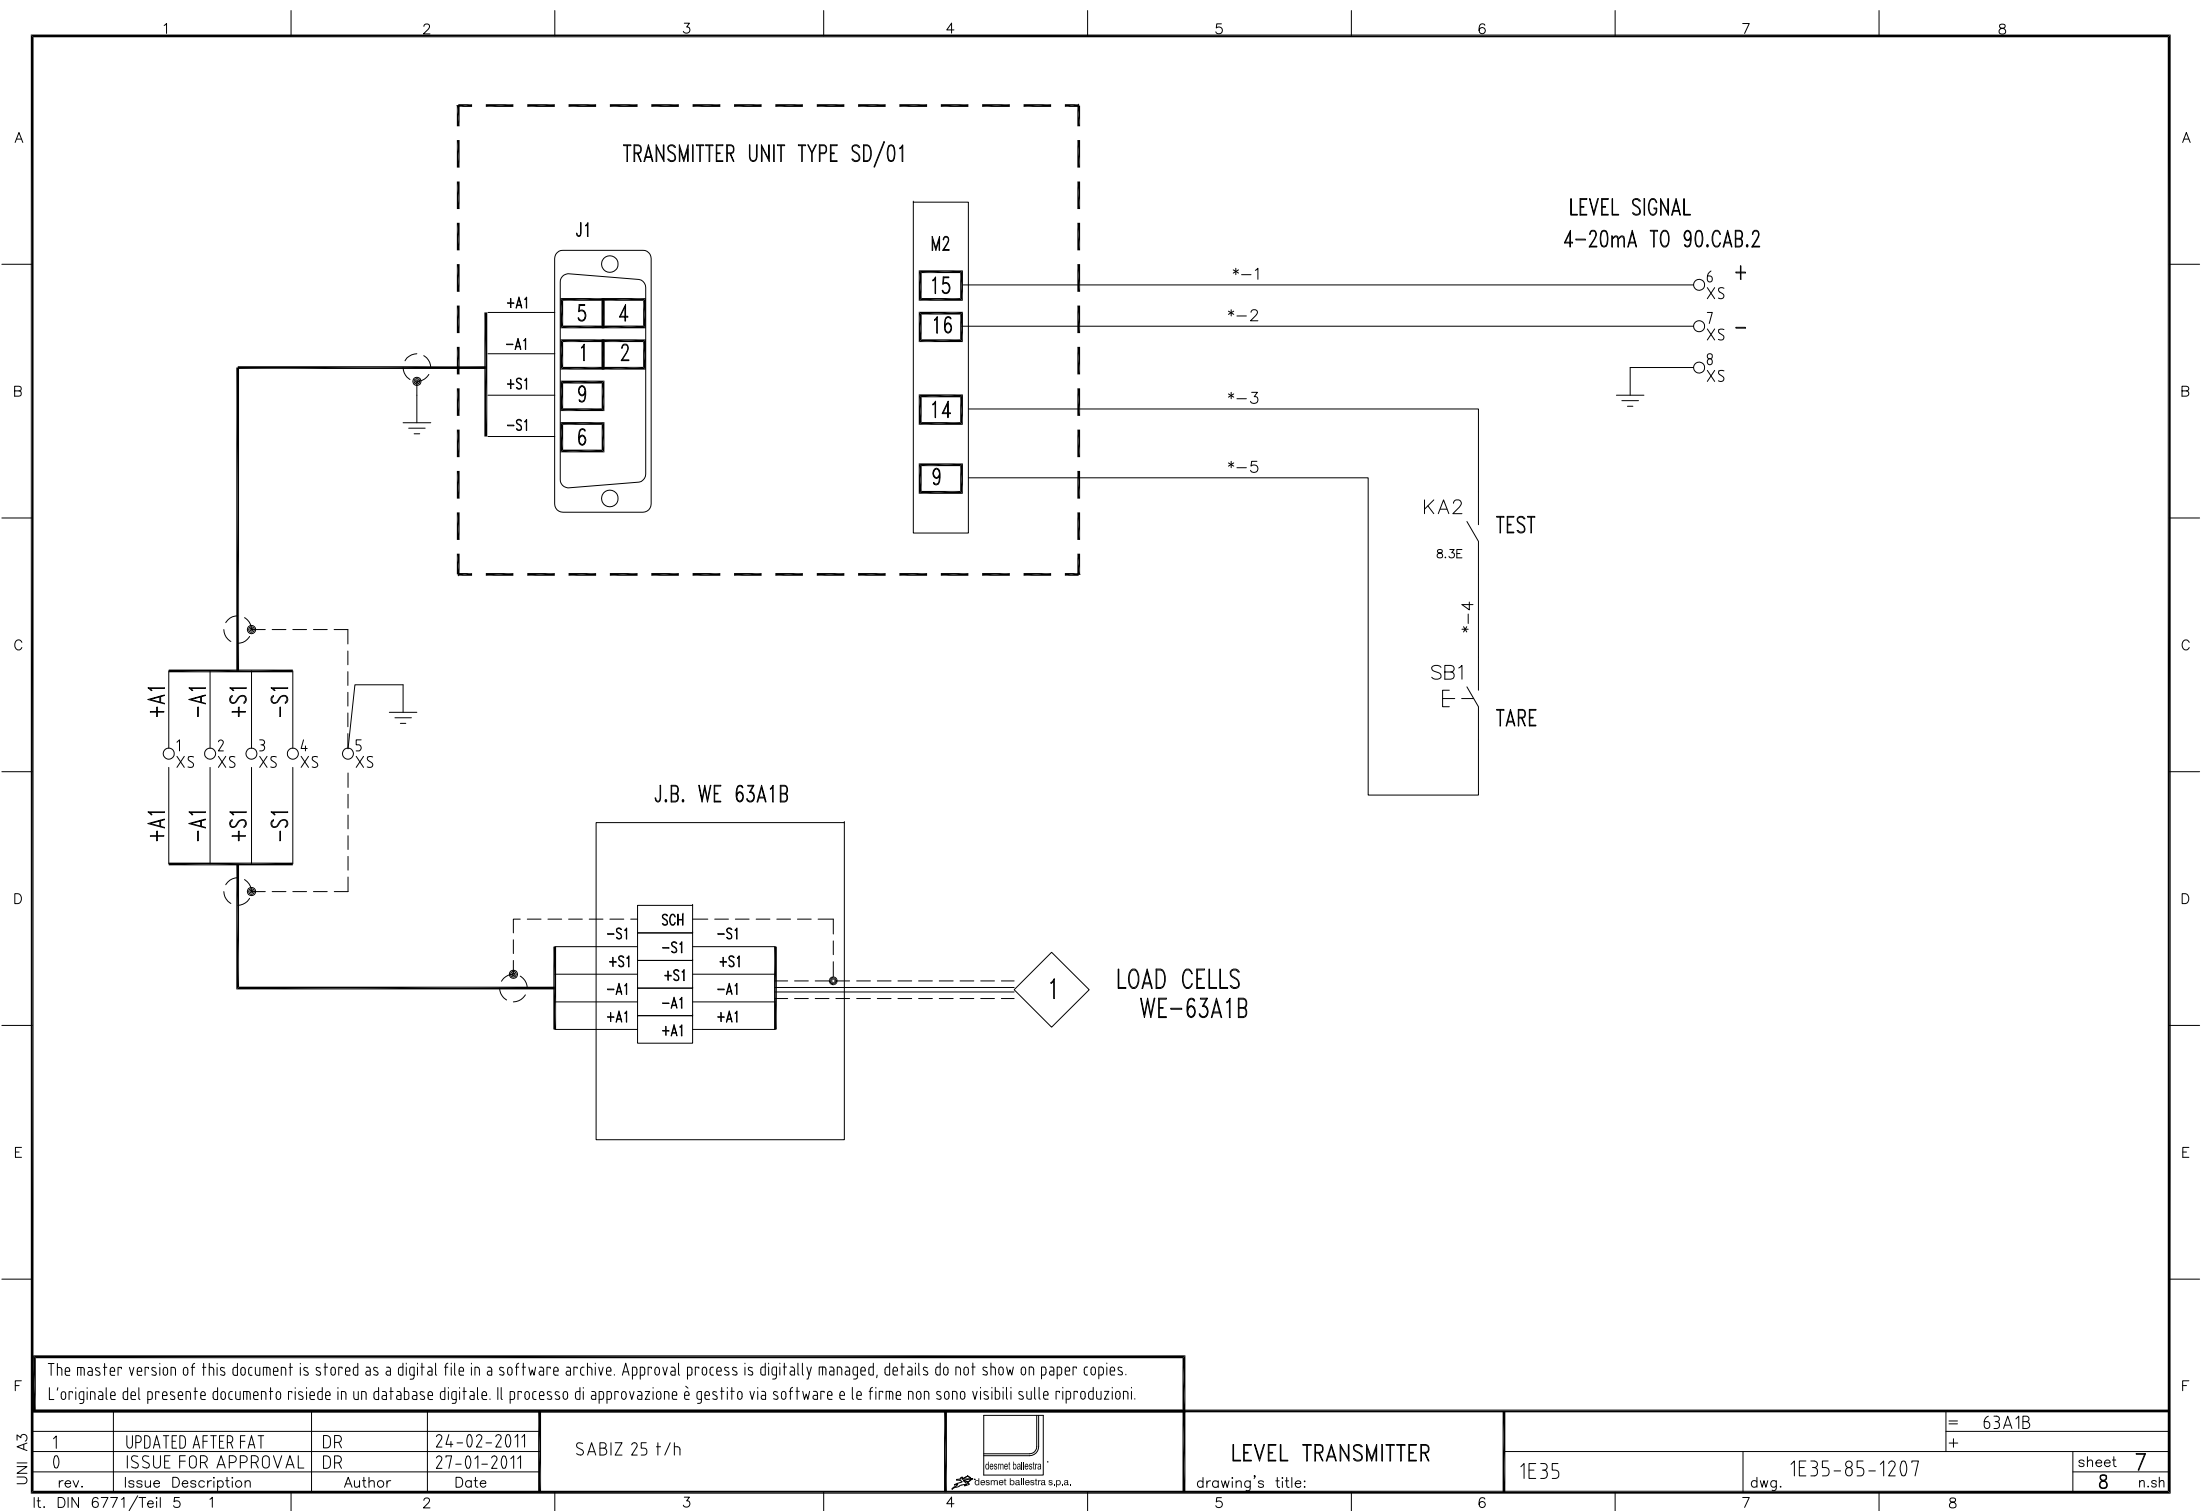 1 2 3 4 5 6 7 8
A A
TRANSMITTER UNIT TYPE SD/01
LEVEL SIGNAL
4-20mA TO 90.CAB.2
J1
M2
+A1 5 4
-A1 1 2
+S1 9
-S1 6
15 *-1 6 XS +
16 *-2 7 XS -
8 XS
14 *-3
9 *-5
B B
KA2 TEST
8.3E
*-4
SB1 TARE
E
C C
+A1 -A1 +S1 -S1
1 XS 2 XS 3 XS 4 XS 5 XS
+A1 -A1 +S1 -S1
J.B. WE 63A1B
D D
SCH
-S1 -S1 -S1
+S1 +S1 +S1
-A1 -A1 -A1
+A1 +A1 +A1
1
LOAD CELLS
WE-63A1B
E E
F F
The master version of this document is stored as a digital file in a software archive. Approval process is digitally managed, details do not show on paper copies.
L'originale del presente documento risiede in un database digitale. Il processo di approvazione è gestito via software e le firme non sono visibili sulle riproduzioni.
1 UPDATED AFTER FAT DR 24-02-2011
0 ISSUE FOR APPROVAL DR 27-01-2011
rev. Issue Description Author Date
SABIZ 25 t/h
desmet ballestra
desmet ballestra s.p.a.
LEVEL TRANSMITTER
drawing's title:
= 63A1B
+
1E35
1E35-85-1207
dwg.
sheet 7
8 n.sh
UNI A3
It. DIN 6771/Teil 5 1 2 3 4 5 6 7 8